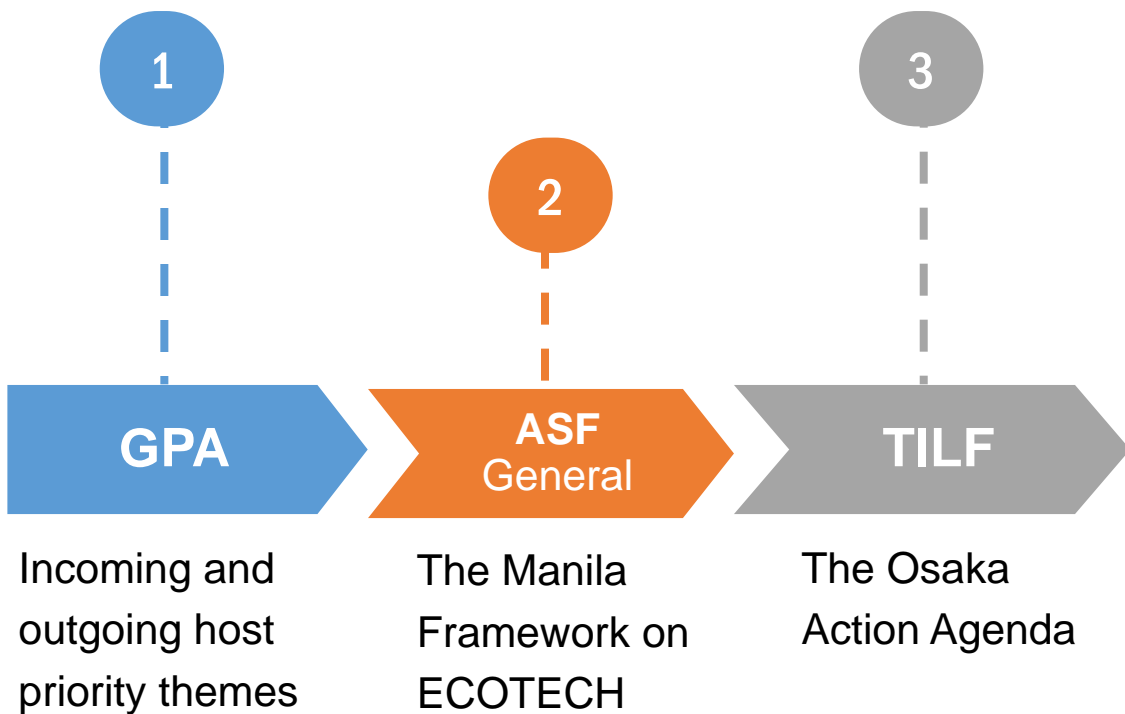 1
GPA
Incoming and
outgoing host
priority themes
2
ASF
General
The Manila
Framework on
ECOTECH
3
TILF
The Osaka
Action Agenda